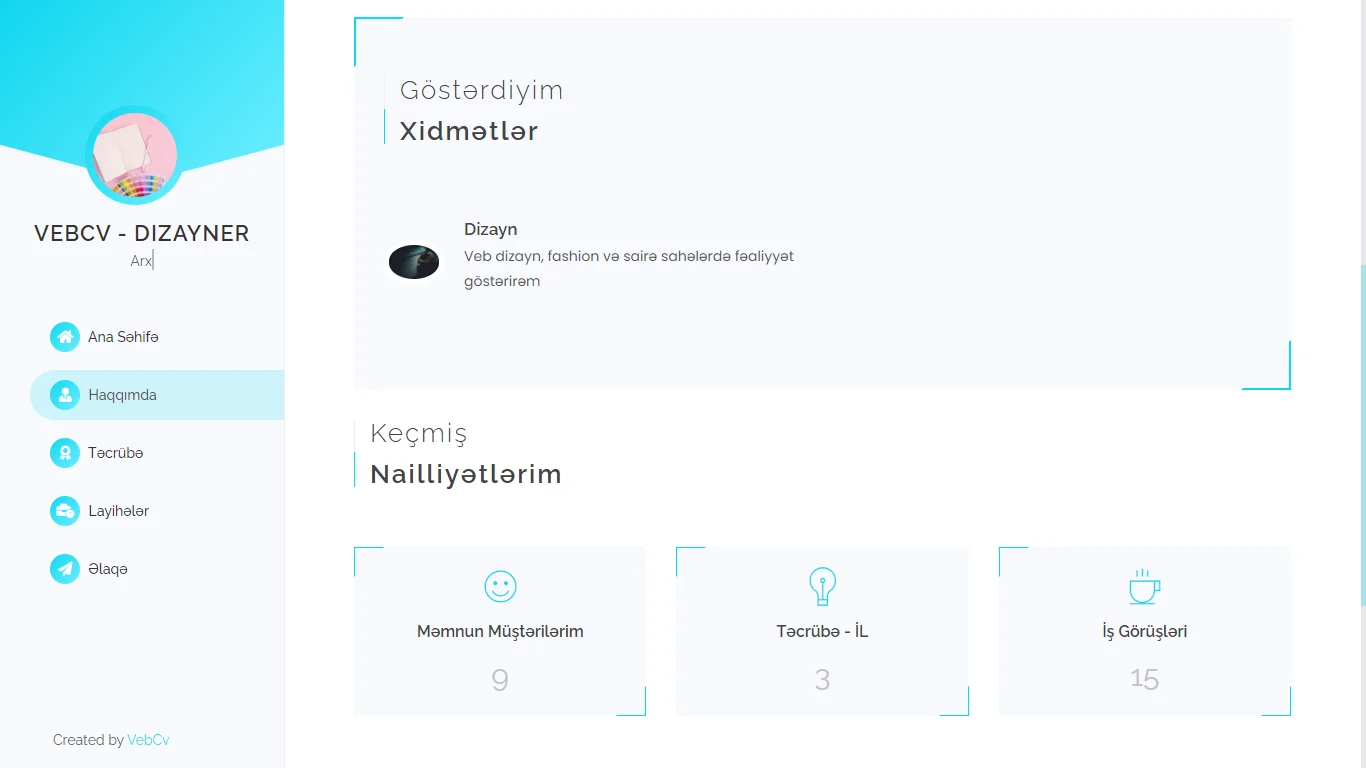 VEBCV - DIZAYNER
Arx
Ana Səhifə
Haqqımda
Təcrübə
Layihələr
Əlaqə
Created by VebCv
Göstərdiyim
Xidmətlər
Dizayn
Veb dizayn, fashion və sairə sahələrdə fəaliyyət
göstərirəm
Keçmiş
Nailliyətlərim
Məmnun Müştərilərim
9
Təcrübə - İL
3
İş Görüşləri
15